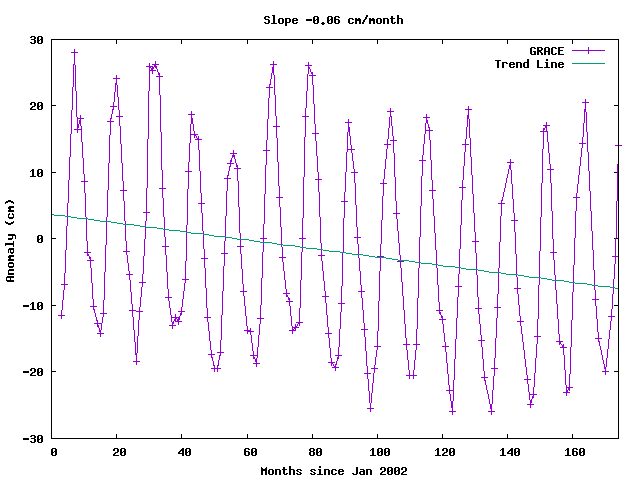 Slope -0.06 cm/month
GRACE
Trend Line
30
20
10
0
-10
-20
-30
Anomaly (cm)
0 20 40 60 80 100 120 140 160
Months since Jan 2002